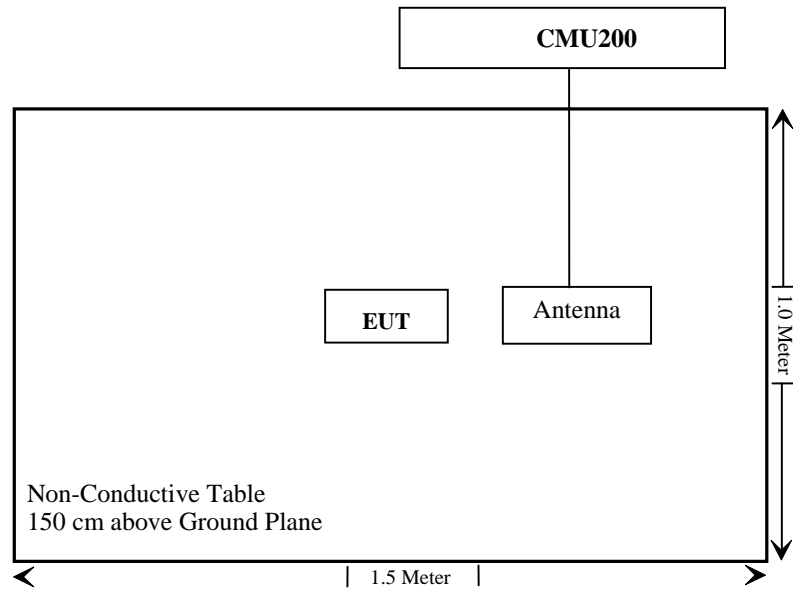 CMU200
EUT
Antenna
1.0 Meter
Non-Conductive Table
150 cm above Ground Plane
1.5 Meter